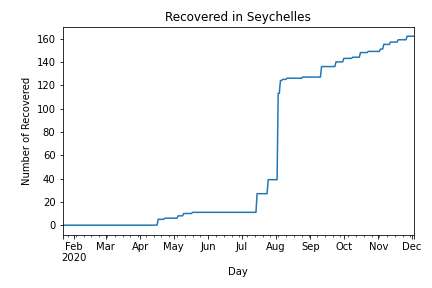 Recovered in Seychelles
160
140
120
100
80
60
40
20
0
Number of Recovered
Feb Mar Apr May Jun Jul Aug Sep Oct Nov Dec
2020
Day